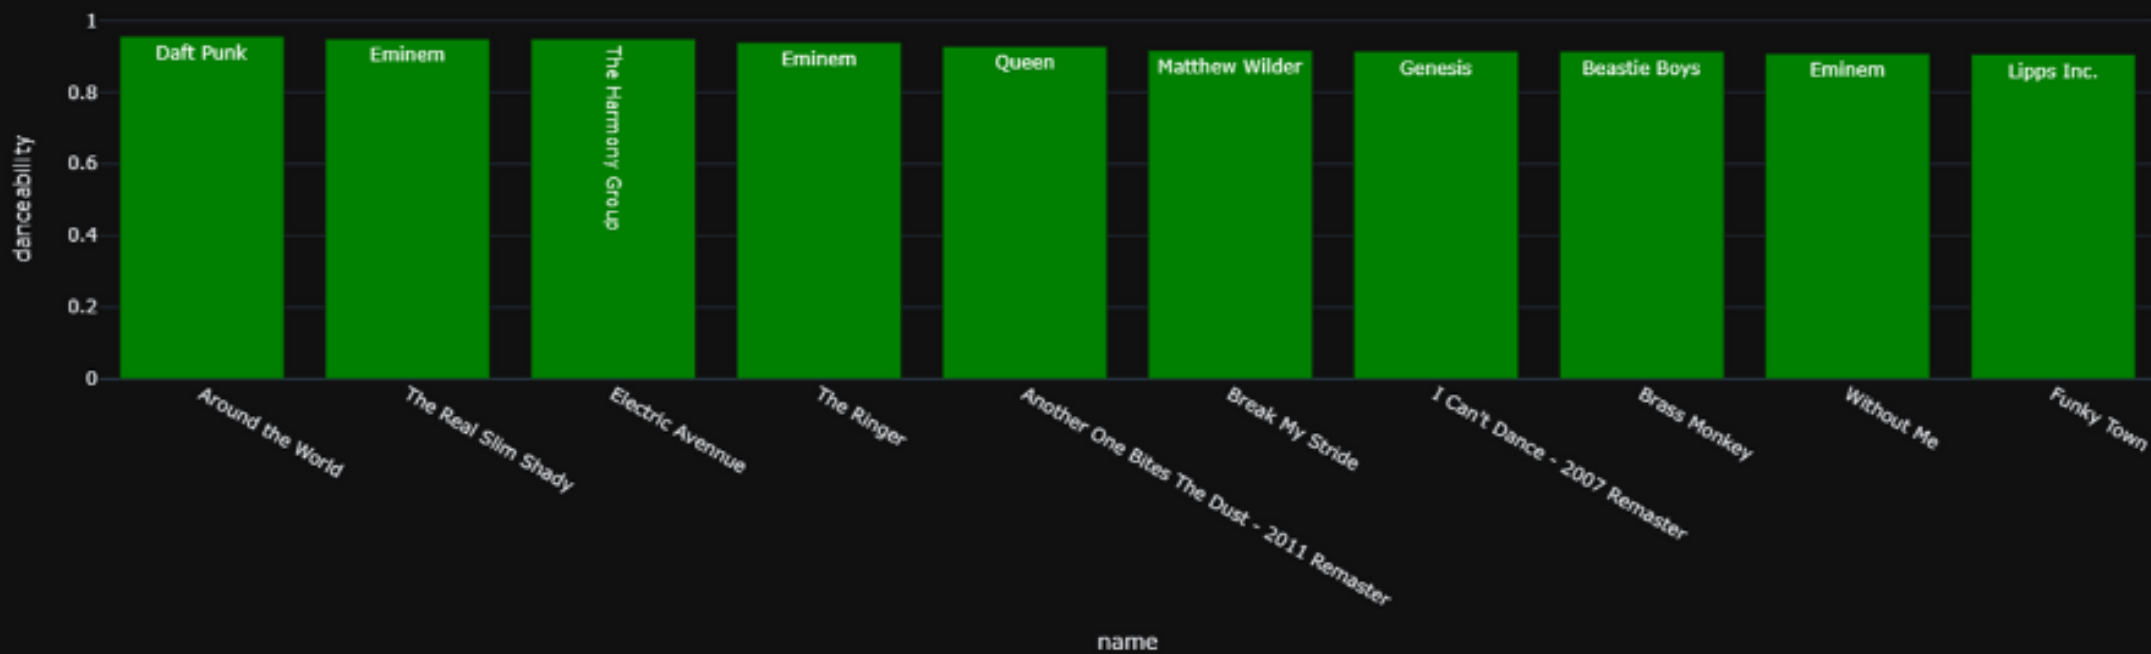 1
0.8
0.6
0.4
0.2
0
danceability
Daft Punk
Eminem
The Harmony Group
Eminem
Queen
Matthew Wilder
Genesis
Beastie Boys
Eminem
Lipps Inc.
Around the World
The Real Slim Shady
Electric Avennue
The Ringer
Another One Bites The Dust - 2011 Remaster
Break My Stride
I Can't Dance - 2007 Remaster
Brass Monkey
Without Me
Funky Town
name